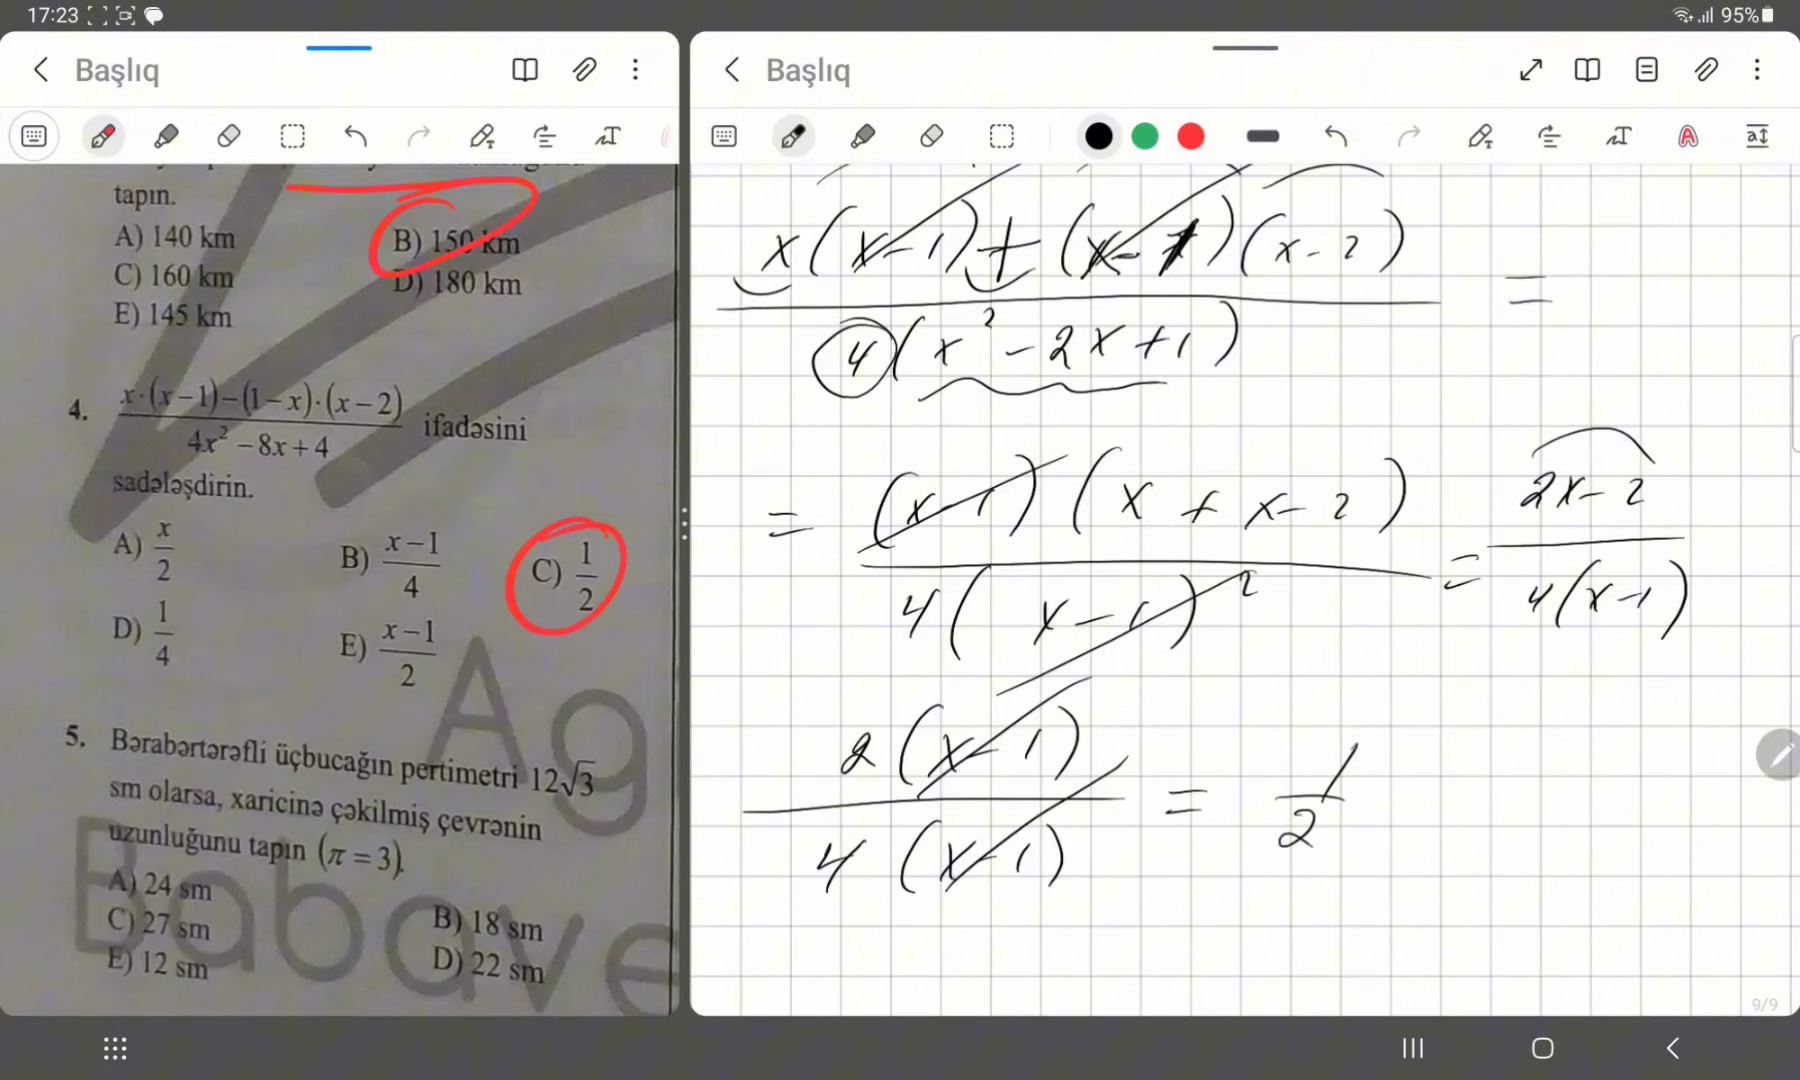 17:23
95%
Başlıq
Başlıq
tapın.
A) 140 km
B) 150 km
C) 160 km
D) 180 km
E) 145 km
4. x·(x−1)−(1−x)·(x−2) / 4x² −8x+4 ifadəsini
sadələşdirin.
A) x/2
B) x−1/4
C) 1/2
D) 1/4
E) x−1/2
5. Bərabərtərəfli üçbucağın pertimetri 12√3
sm olarsa, xaricinə çəkilmiş çevrənin
uzunluğunu tapın (π = 3).
A) 24 sm
B) 18 sm
C) 27 sm
D) 22 sm
E) 12 sm
Ag
Babave
x(x−1)+(x−1)(x−2) / 4(x²−2x+1) =
= (x−1)(x+x−2) / 4(x−1)² = 2x−2 / 4(x−1)
2(x−1) / 4(x−1) = 1/2
9/9